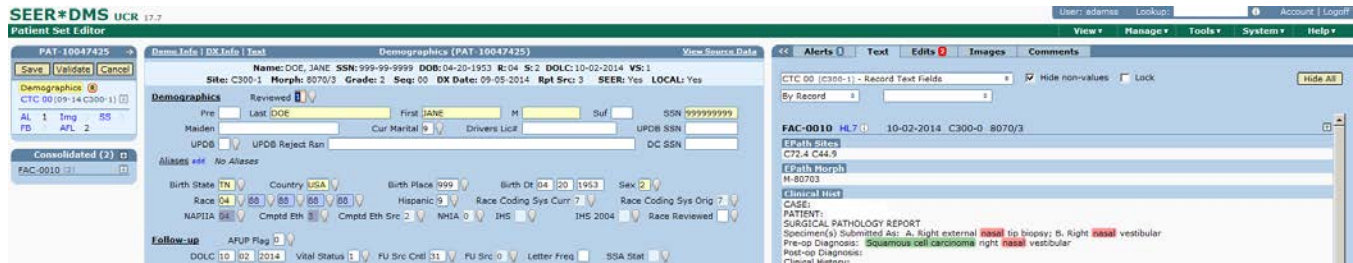 SEER*DMS UCR 17.7
User: adamss Lookup: Account | Logoff
Patient Set Editor
View Manage Tools System Help
PAT-10047425
Save Validate Cancel
Demographics R
CTC 00 (09-14 C300-1)
AL 1 Img SS
FB AFL 2
Consolidated (2)
FAC-0010 (2)
Demo Info | DX Info | Text Demographics (PAT-10047425) View Source Data
Name: DOE, JANE SSN: 999-99-9999 DOB: 04-20-1953 R: 04 S: 2 DOLC: 10-02-2014 VS: 1
Site: C300-1 Morph: 8070/3 Grade: 2 Seq: 00 DX Date: 09-05-2014 Rpt Src: 3 SEER: Yes LOCAL: Yes
Demographics Reviewed
Pre Last DOE First JANE M Suf SSN 999999999
Maiden Cur Marital 9 Drivers Lic# UPDB SSN
UPDB UPDB Reject Rsn DC SSN
Aliases add No Aliases
Birth State TN Country USA Birth Place 999 Birth Dt 04 20 1953 Sex 2
Race 04 88 88 88 88 Hispanic 9 Race Coding Sys Curr 7 Race Coding Sys Orig 7
NAPIIA 04 Cmptd Eth Cmptd Eth Src 2 NHIA 0 IHS IHS 2004 Race Reviewed
Follow-up AFUP Flag 0
DOLC 10 02 2014 Vital Status 1 FU Src Cntl 31 FU Src 0 Letter Freq SSA Stat
<< Alerts 1 Text Edits 2 Images Comments
CTC 00 (C300-1) - Record Text Fields Hide non-values Lock Hide All
By Record
FAC-0010 HL7 10-02-2014 C300-0 8070/3
EPath Sites
C72.4 C44.9
EPath Morph
M-80703
Clinical Hist
CASE:
PATIENT:
SURGICAL PATHOLOGY REPORT
Specimen(s) Submitted As: A. Right external nasal tip biopsy; B. Right nasal vestibular
Pre-op Diagnosis: Squamous cell carcinoma right nasal vestibular
Post-op Diagnosis:
Clinical History: